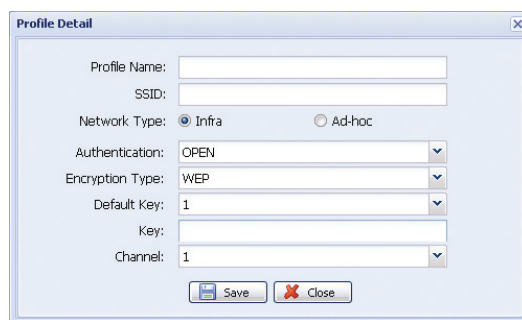 Profile Detail
Profile Name:
SSID:
Network Type: Infra Ad-hoc
Authentication: OPEN
Encryption Type: WEP
Default Key: 1
Key:
Channel: 1
Save Close